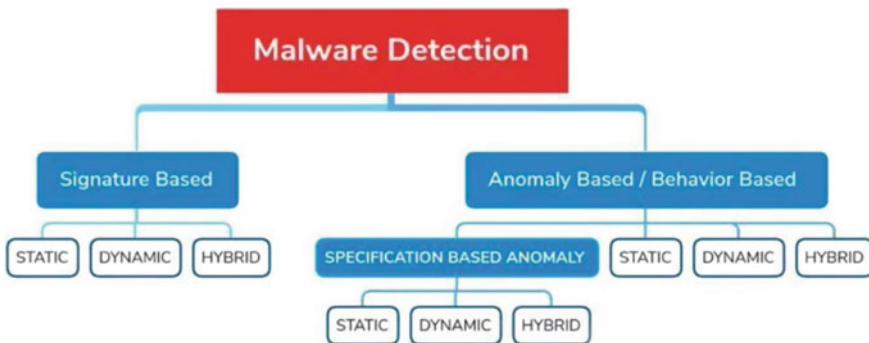 Malware Detection
Signature Based
Anomaly Based / Behavior Based
STATIC
DYNAMIC
HYBRID
SPECIFICATION BASED ANOMALY
STATIC
DYNAMIC
HYBRID
STATIC
DYNAMIC
HYBRID